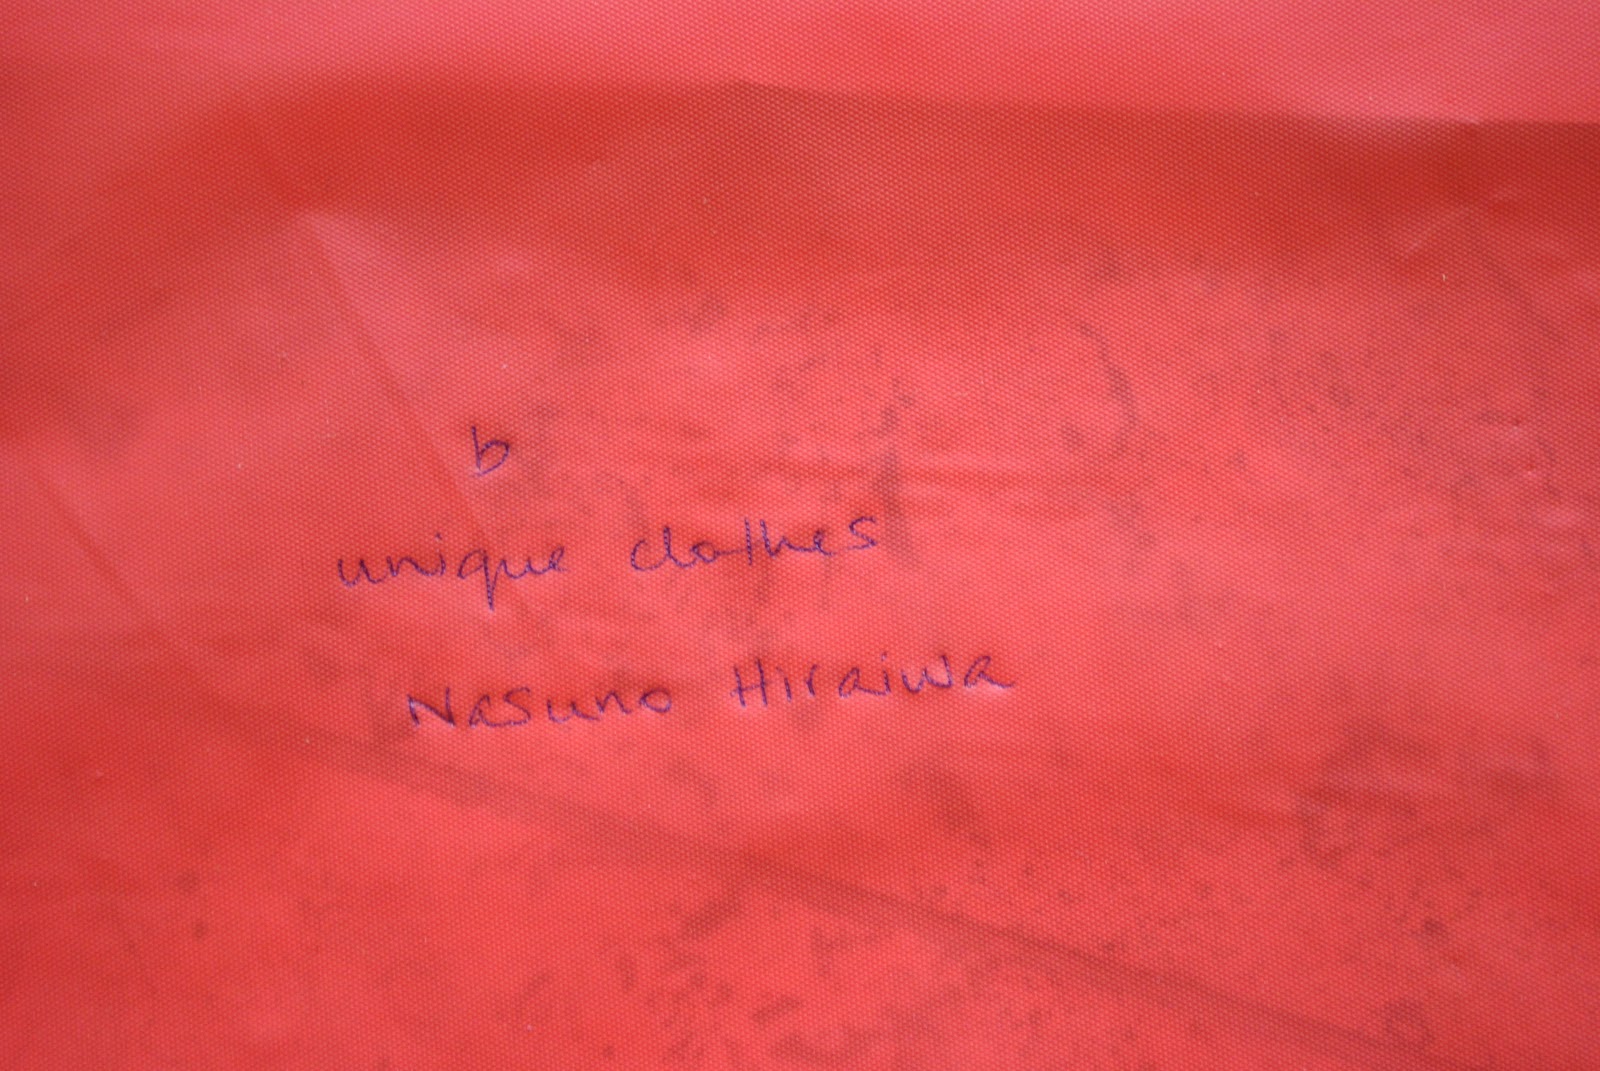 b
unique clothes
Nasuno Hiraiwa